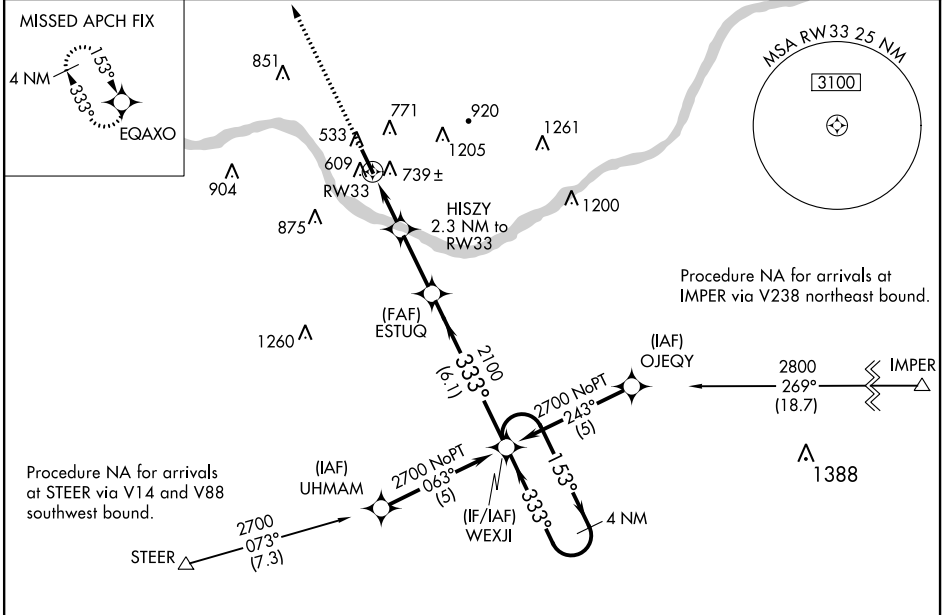 MISSED APCH FIX
4 NM
153°
333°
EQAXO
851
771
920
533
1205
1261
609
739±
RW33
904
875
HISZY
2.3 NM to
RW33
1200
MSA RW33 25 NM
3100
Procedure NA for arrivals at
IMPER via V238 northeast bound.
(FAF)
ESTUQ
1260
2100
333°
(6.1)
(IAF)
OJEQY
2800
269°
(18.7)
IMPER
2700 NoPT
243°
(5)
1388
Procedure NA for arrivals
at STEER via V14 and V88
southwest bound.
(IAF)
UHMAM
2700 NoPT
063°
(5)
153°
333°
4 NM
(IF/IAF)
WEXJI
2700
073°
(7.3)
STEER